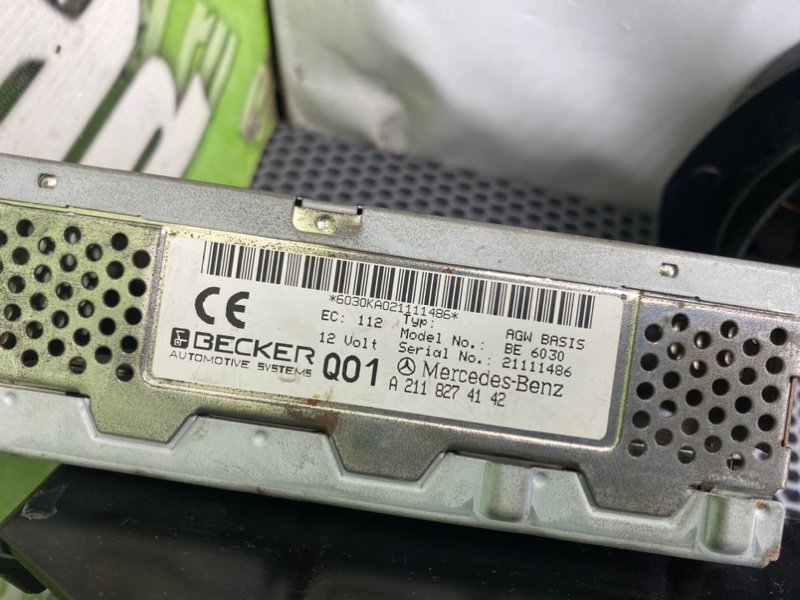 *6030KA021111486*
CE
EC: 112 Typ: AGW BASIS
12 Volt Model No.: BE 6030
Serial No.: 21111486
BECKER
AUTOMOTIVE SYSTEMS
Q01
Mercedes-Benz
A 211 827 41 42